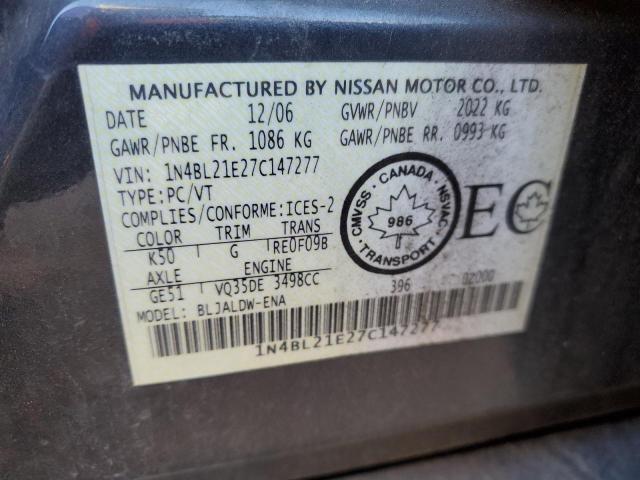 MANUFACTURED BY NISSAN MOTOR CO., LTD.
DATE 12/06 GVWR/PNBV 2022 KG
GAWR/PNBE FR. 1086 KG GAWR/PNBE RR. 0993 KG
VIN: 1N4BL21E27C147277
TYPE:PC/VT
COMPLIES/CONFORME:ICES-2
COLOR TRIM TRANS
K50 G RE0F09B
AXLE ENGINE
GE51 VQ35DE 3498CC
MODEL: BLJALDW-ENA
CMVSS · CANADA · NSVAC · TRANSPORT ·
986
EC
396 02000
1N4BL21E27C147277